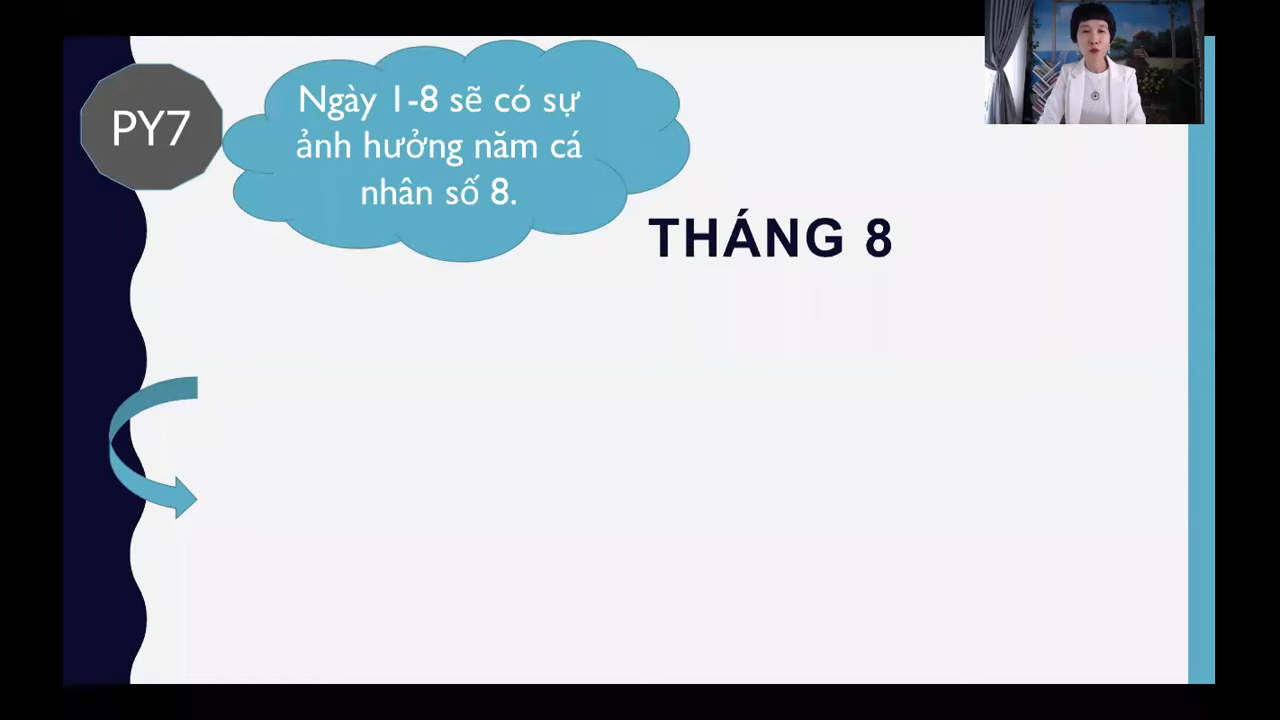 PY7
Ngày 1-8 sẽ có sự
ảnh hưởng năm cá
nhân số 8.
THÁNG 8